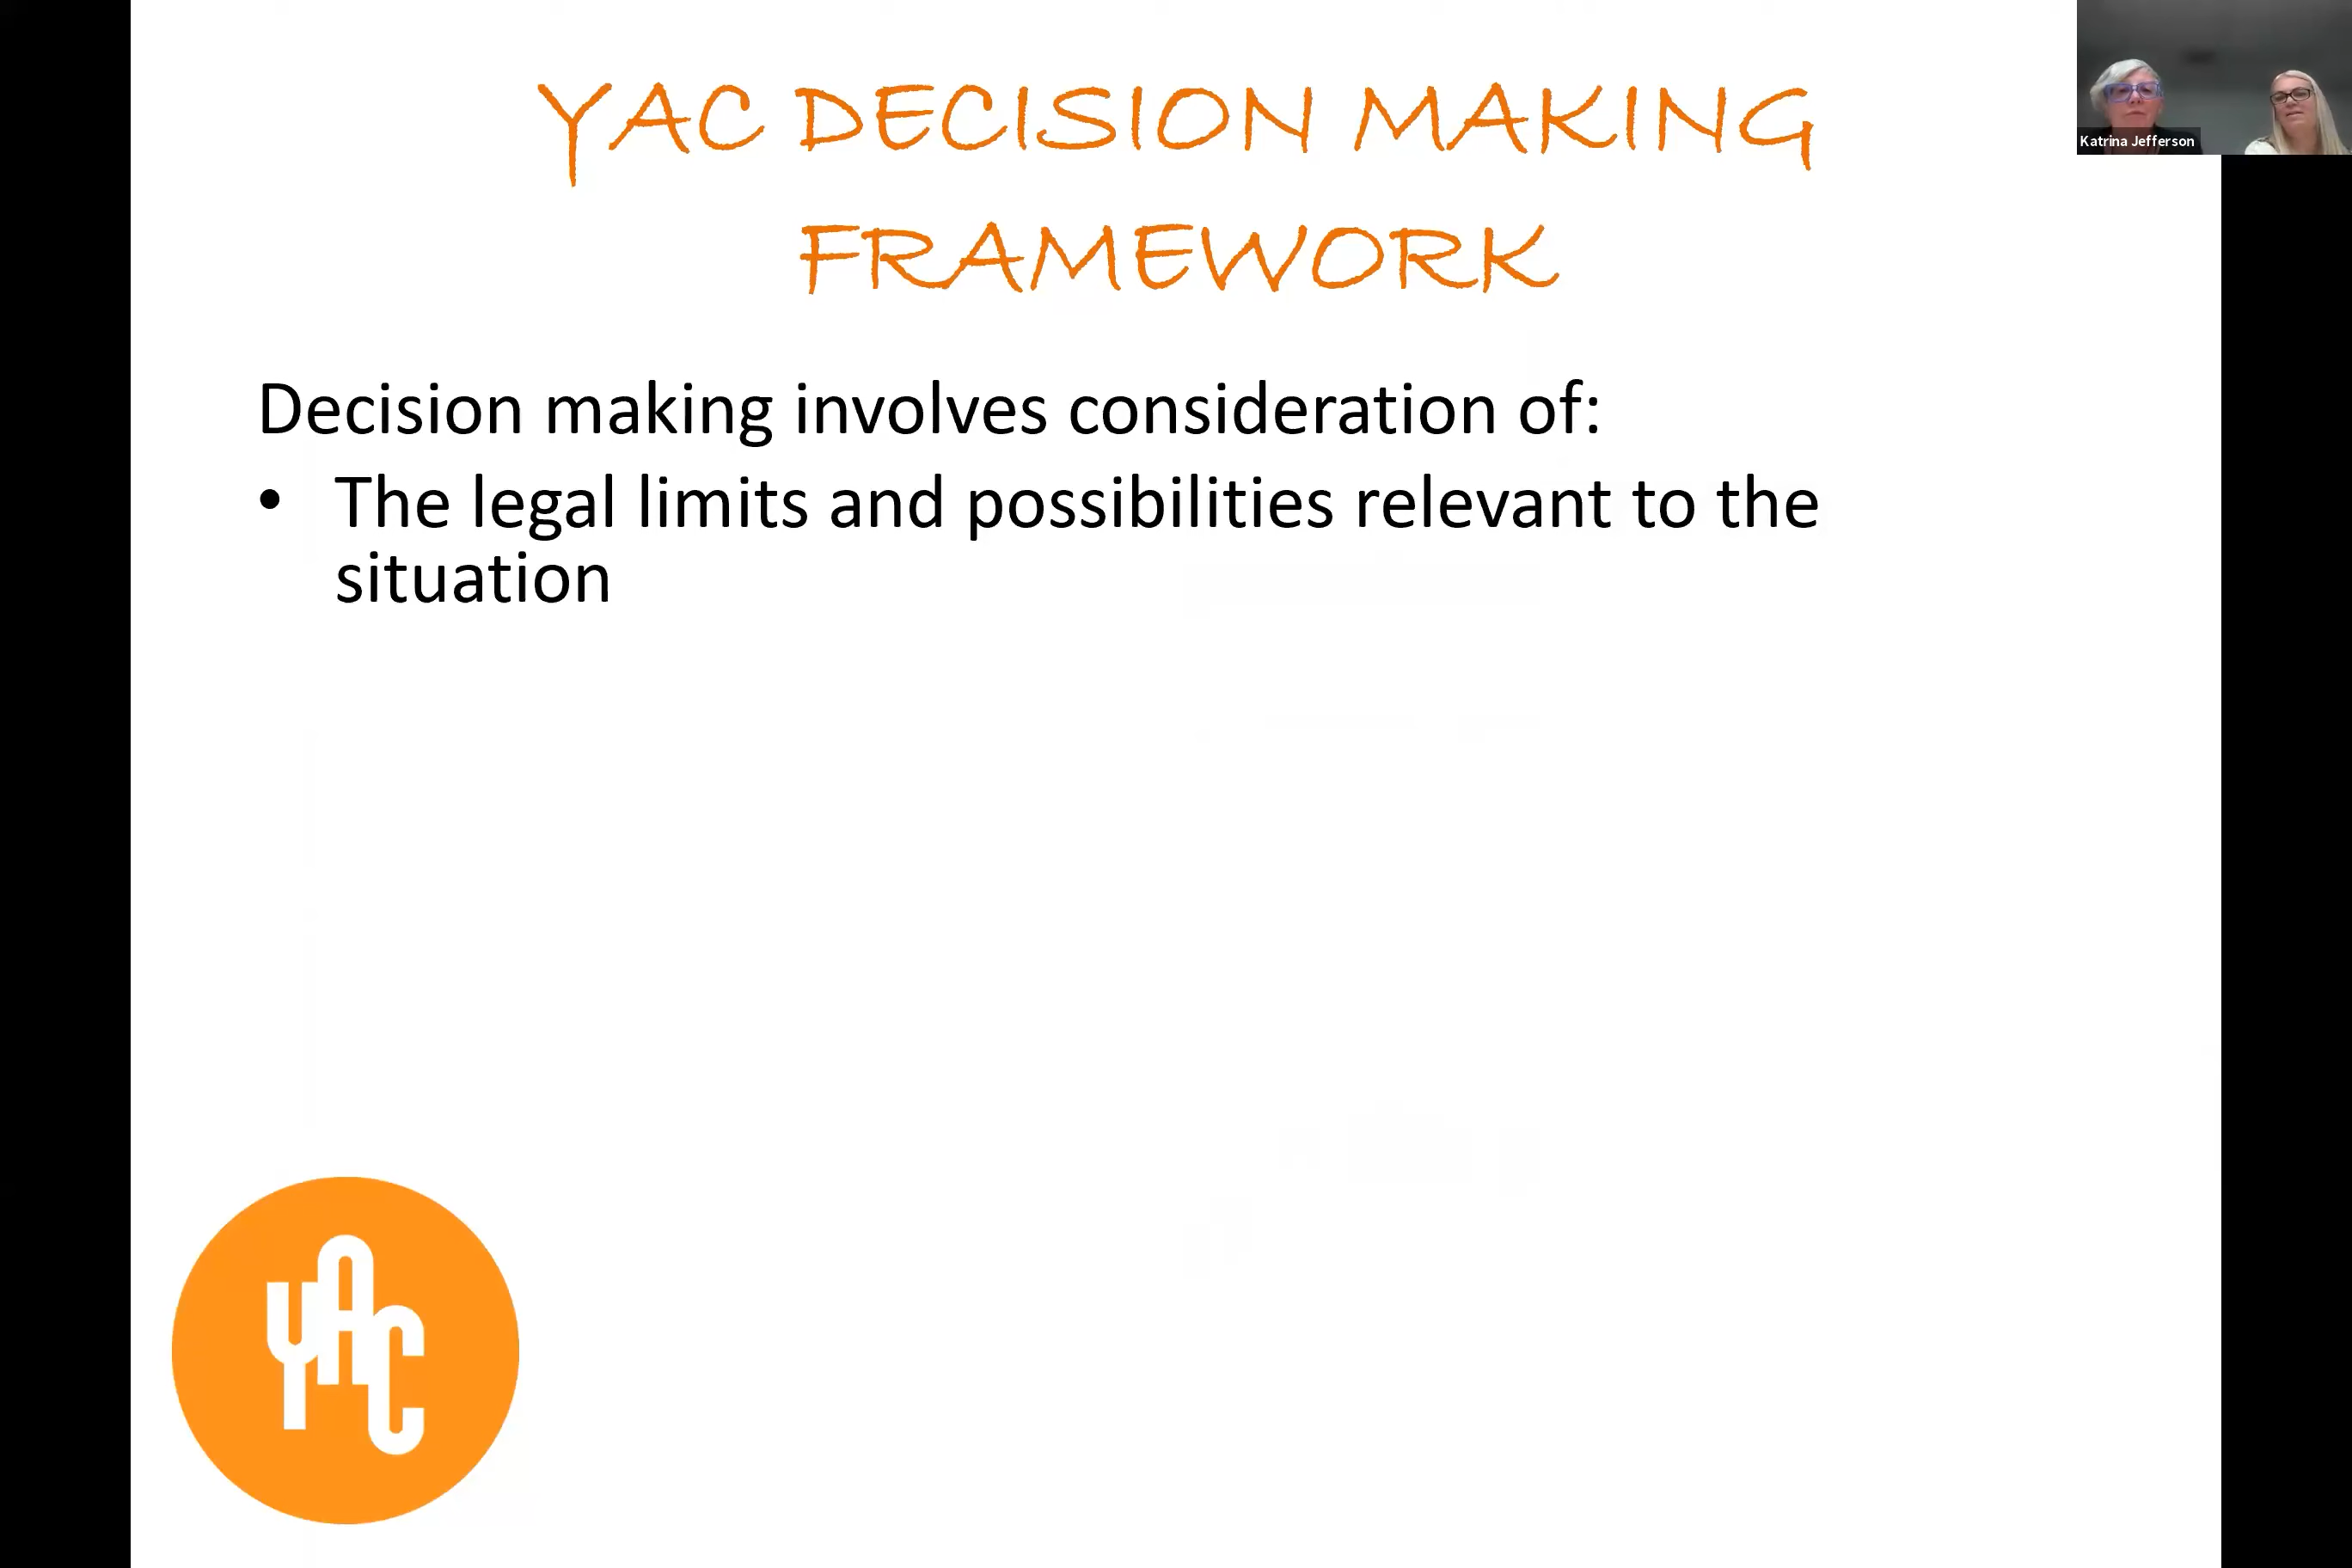 YAC DECISION MAKING
FRAMEWORK
Katrina Jefferson
Decision making involves consideration of:
• The legal limits and possibilities relevant to the
situation
YAC